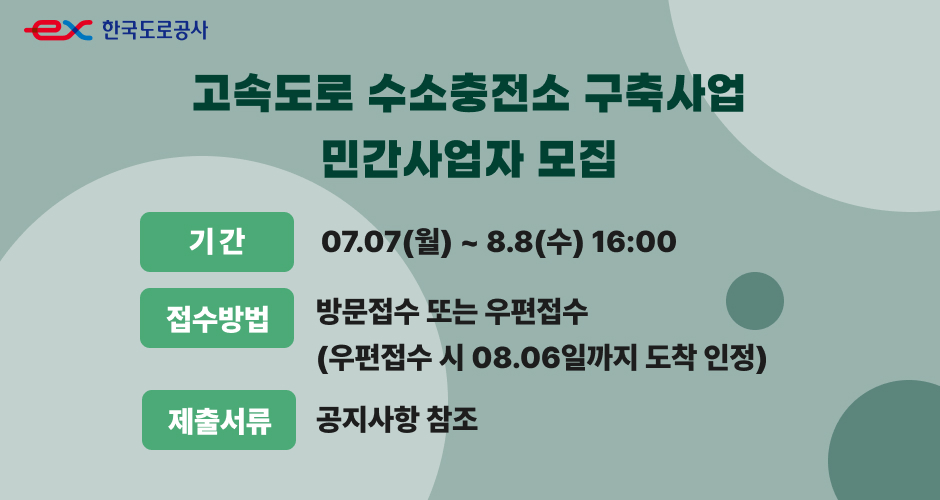 ex 한국도로공사
고속도로 수소충전소 구축사업
민간사업자 모집
기간 07.07(월) ~ 8.8(수) 16:00
접수방법 방문접수 또는 우편접수
(우편접수 시 08.06일까지 도착 인정)
제출서류 공지사항 참조